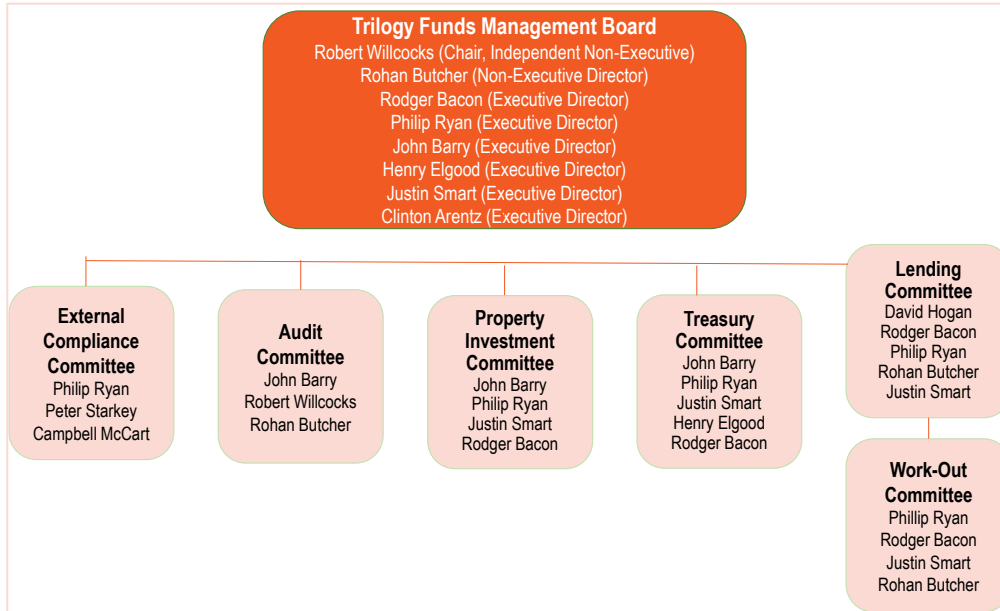 Trilogy Funds Management Board
Robert Willcocks (Chair, Independent Non-Executive)
Rohan Butcher (Non-Executive Director)
Rodger Bacon (Executive Director)
Philip Ryan (Executive Director)
John Barry (Executive Director)
Henry Elgood (Executive Director)
Justin Smart (Executive Director)
Clinton Arentz (Executive Director)
External
Compliance
Committee
Philip Ryan
Peter Starkey
Campbell McCart
Audit
Committee
John Barry
Robert Willcocks
Rohan Butcher
Property
Investment
Committee
John Barry
Philip Ryan
Justin Smart
Rodger Bacon
Treasury
Committee
John Barry
Philip Ryan
Justin Smart
Henry Elgood
Rodger Bacon
Lending
Committee
David Hogan
Rodger Bacon
Philip Ryan
Rohan Butcher
Justin Smart
Work-Out
Committee
Phillip Ryan
Rodger Bacon
Justin Smart
Rohan Butcher